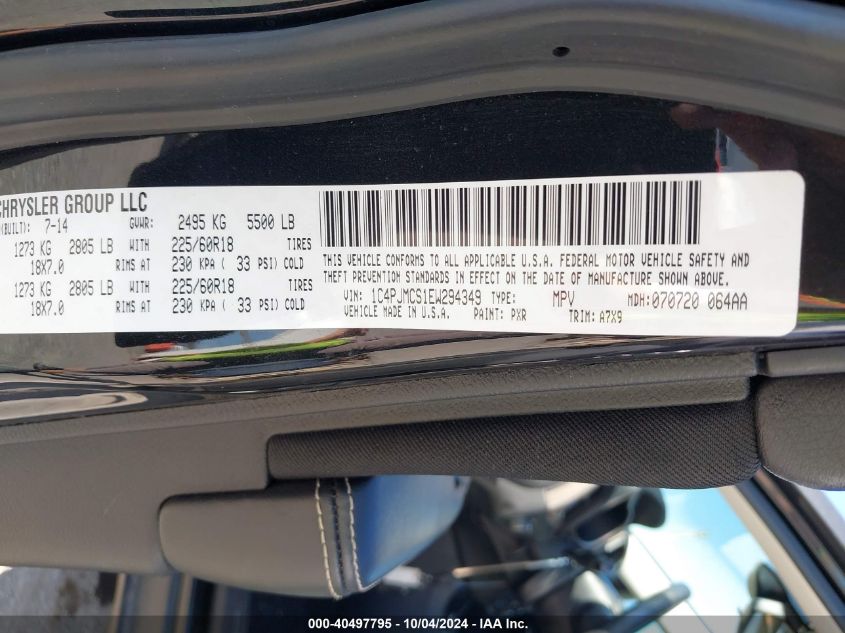 CHRYSLER GROUP LLC
(BUILT): 7-14 GVWR: 2495 KG 5500 LB
1273 KG 2805 LB WITH 225/60R18 TIRES
18X7.0 RIMS AT 230 KPA ( 33 PSI) COLD
1273 KG 2805 LB WITH 225/60R18 TIRES
18X7.0 RIMS AT 230 KPA ( 33 PSI) COLD
THIS VEHICLE CONFORMS TO ALL APPLICABLE U.S.A. FEDERAL MOTOR VEHICLE SAFETY AND
THEFT PREVENTION STANDARDS IN EFFECT ON THE DATE OF MANUFACTURE SHOWN ABOVE.
VIN: 1C4PJMCS1EW294349 TYPE: MPV MDH:070720 064AA
VEHICLE MADE IN U.S.A. PAINT: PXR TRIM: A7X9
000-40497795 - 10/04/2024 - IAA Inc.